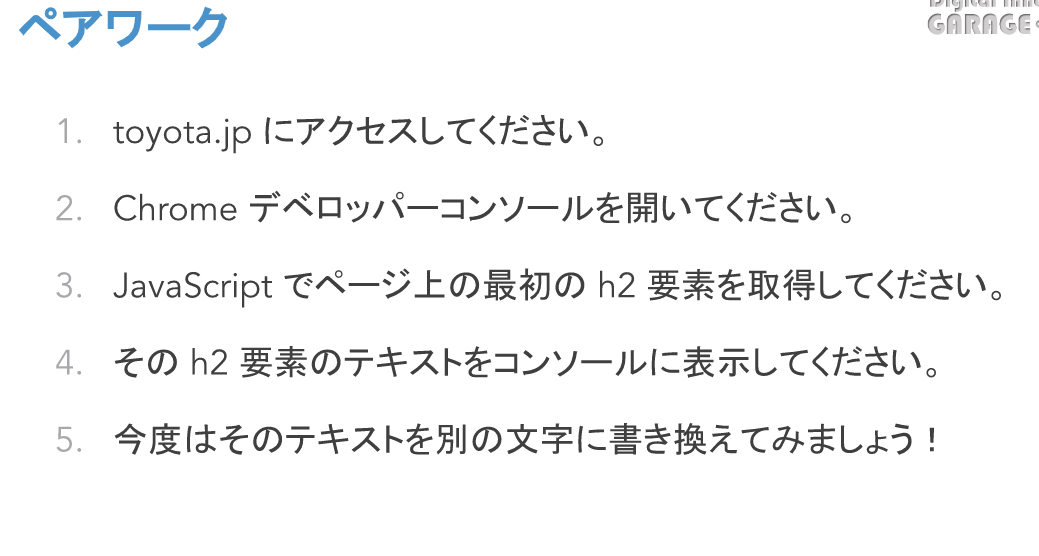 ペアワーク
GARAGE
1. toyota.jp にアクセスしてください。
2. Chrome デベロッパーコンソールを開いてください。
3. JavaScript でページ上の最初の h2 要素を取得してください。
4. その h2 要素のテキストをコンソールに表示してください。
5. 今度はそのテキストを別の文字に書き換えてみましょう！